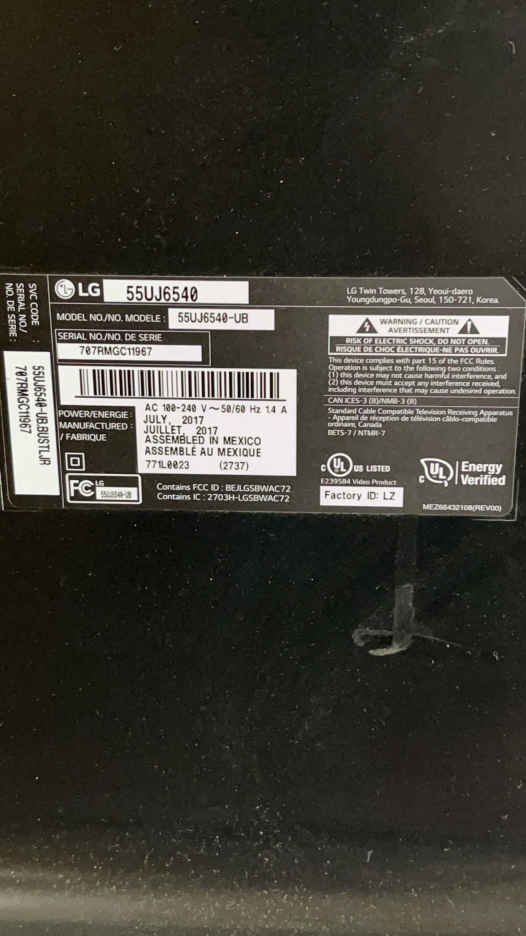 SVC CODE
SERIAL NO./
NO. DE SERIE :
55UJ6540-UB.BUSTLJR
707RMGC11967
LG 55UJ6540
LG Twin Towers, 128, Yeoui-daero
Youngdungpo-Gu, Seoul, 150-721, Korea.
MODEL NO./NO. MODELE : 55UJ6540-UB
SERIAL NO./NO. DE SERIE
707RMGC11967
POWER/ENERGIE :
MANUFACTURED :
/ FABRIQUE
AC 100-240 V ~ 50/60 Hz 1.4 A
JULY, 2017
JUILLET, 2017
ASSEMBLED IN MEXICO
ASSEMBLÉ AU MEXIQUE
771L0023 (2737)
FC LG
55UJ6540-UB
Contains FCC ID : BEJLGSBWAC72
Contains IC : 2703H-LGSBWAC72
WARNING / CAUTION
AVERTISSEMENT
RISK OF ELECTRIC SHOCK, DO NOT OPEN.
RISQUE DE CHOC ÉLECTRIQUE-NE PAS OUVRIR.
This device complies with part 15 of the FCC Rules.
Operation is subject to the following two conditions :
(1) this device may not cause harmful interference, and
(2) this device must accept any interference received,
including interference that may cause undesired operation.
CAN ICES-3 (B)/NMB-3 (B)
Standard Cable Compatible Television Receiving Apparatus
- Appareil de réception de télévision câblo-compatible
ordinaire, Canada
BETS-7 / NTMR-7
c UL US LISTED
E239584 Video Product
Factory ID: LZ
c UL Energy
Verified
MEZ66432108(REV00)